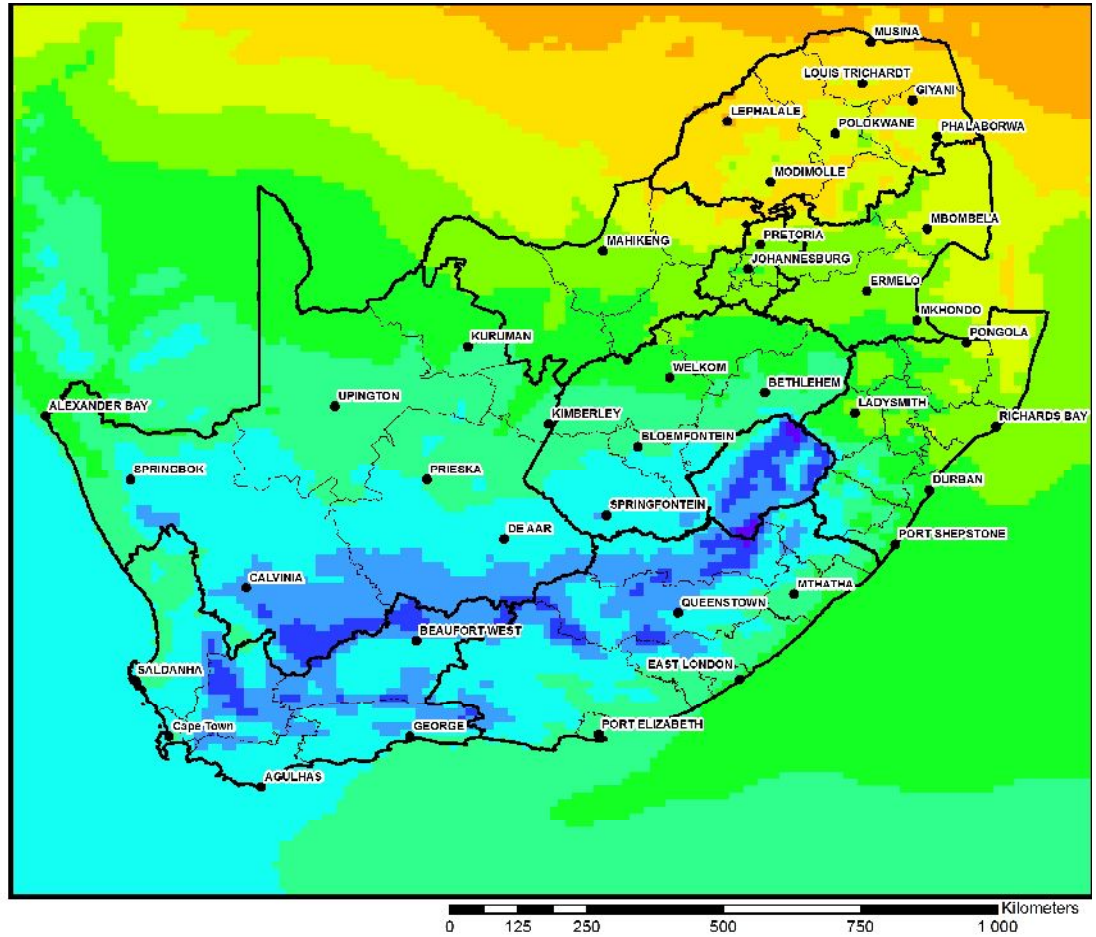 MUSINA
LOUIS TRICHARDT
GIYANI
LEPHALALE
POLOKWANE
PHALABORWA
MODIMOLLE
MBOMBELA
PRETORIA
MAHIKENG
JOHANNESBURG
ERMELO
MKHONDO
PONGOLA
KURUMAN
WELKOM
BETHLEHEM
UPINGTON
ALEXANDER BAY
KIMBERLEY
LADYSMITH
RICHARDS BAY
BLOEMFONTEIN
SPRINGBOK
PRIESKA
DURBAN
SPRINGFONTEIN
DE AAR
PORT SHEPSTONE
CALVINIA
MTHATHA
QUEENSTOWN
BEAUFORT WEST
SALDANHA
EAST LONDON
Cape Town
GEORGE
PORT ELIZABETH
AGULHAS
Kilometers
0 125 250 500 750 1 000